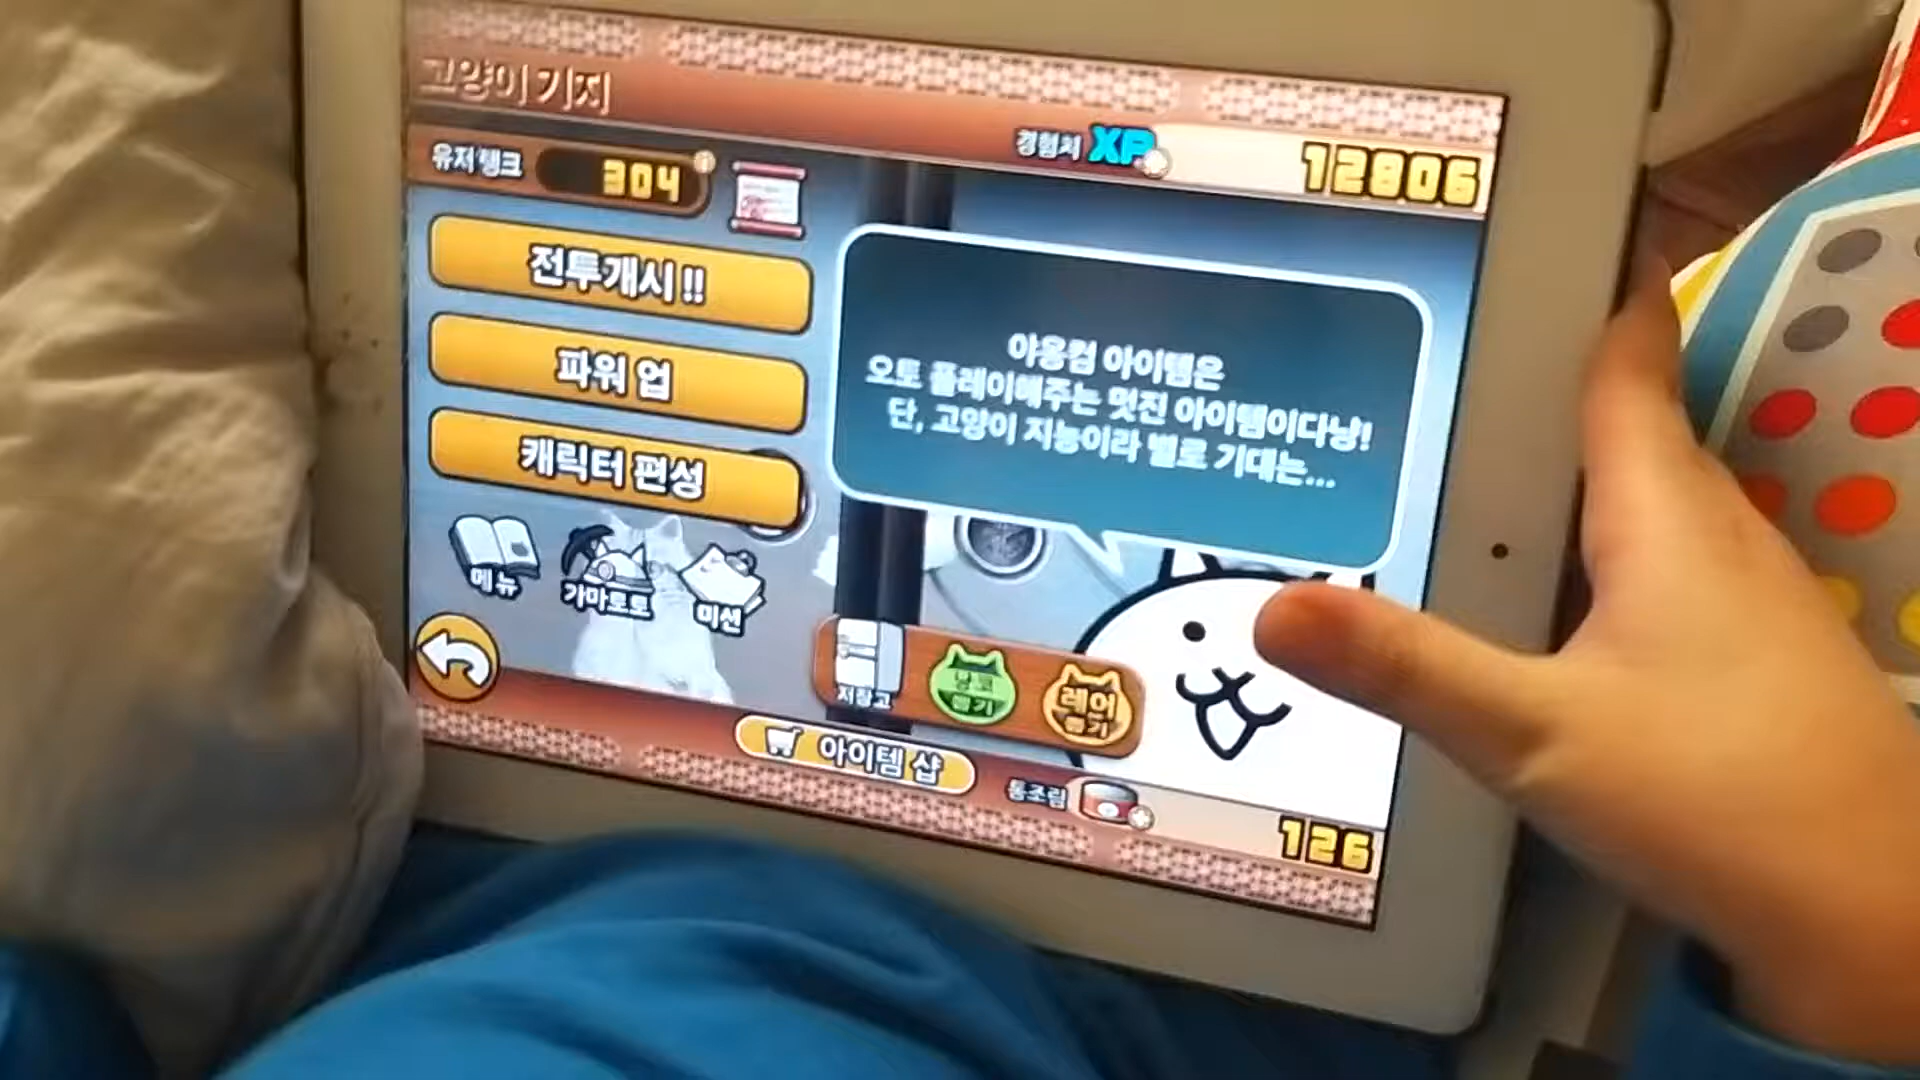 고양이 기지
유저랭크 304
경험치 XP 12806
전투개시 !!
파워 업
캐릭터 편성
야옹컴 아이템은
오토 플레이해주는 멋진 아이템이다냥!
단, 고양이 지능이라 별로 기대는...
메뉴
가마토토
미션
저장고
냥코
뽑기
레어
뽑기
아이템 샵
통조림 126